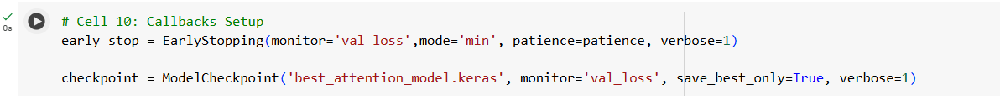 # Cell 10: Callbacks Setup
early_stop = EarlyStopping(monitor='val_loss',mode='min', patience=patience, verbose=1)
0s
checkpoint = ModelCheckpoint('best_attention_model.keras', monitor='val_loss', save_best_only=True, verbose=1)